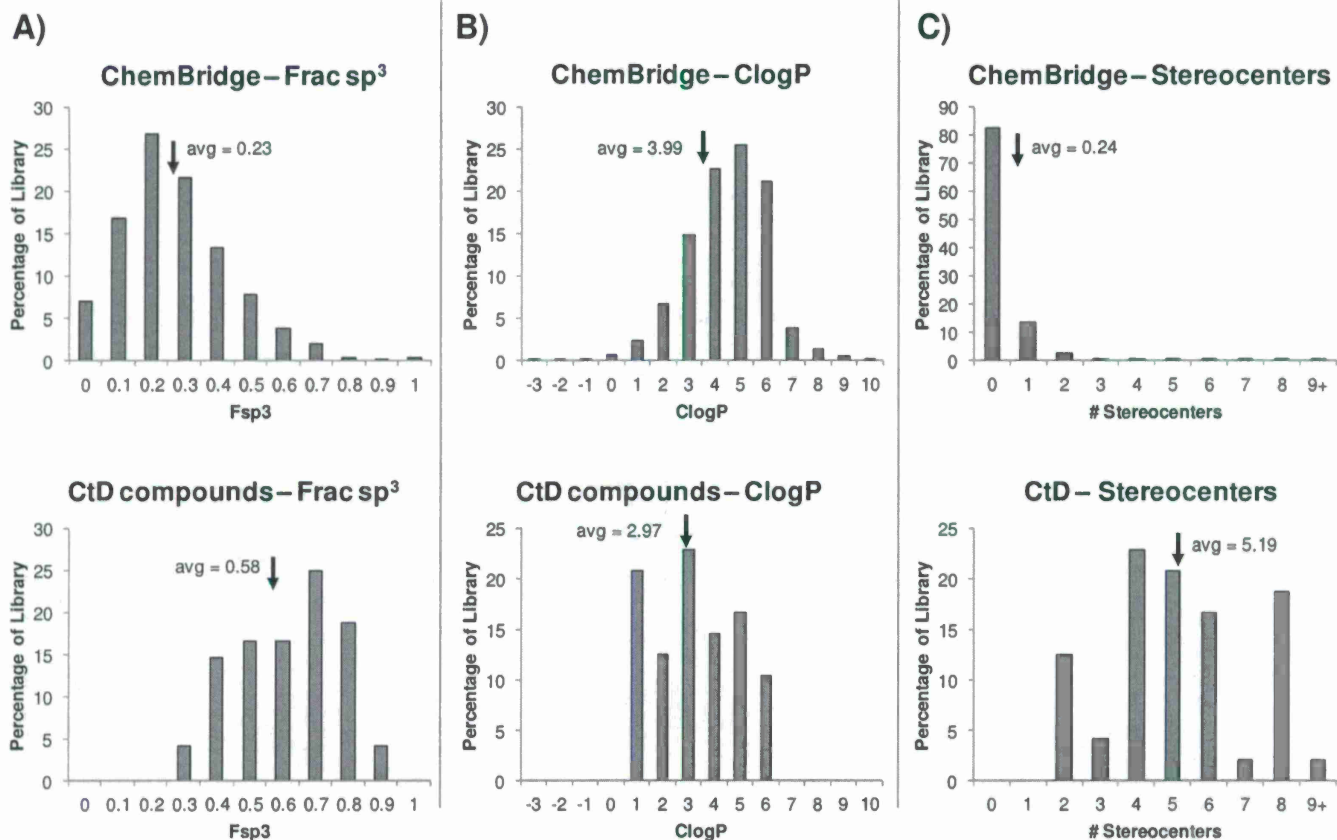 A)
ChemBridge – Frac sp³
Percentage of Library
30
25
20
15
10
5
0
avg = 0.23
0 0.1 0.2 0.3 0.4 0.5 0.6 0.7 0.8 0.9 1
Fsp3
CtD compounds – Frac sp³
Percentage of Library
30
25
20
15
10
5
0
avg = 0.58
0 0.1 0.2 0.3 0.4 0.5 0.6 0.7 0.8 0.9 1
Fsp3
B)
ChemBridge – ClogP
Percentage of Library
30
25
20
15
10
5
0
avg = 3.99
-3 -2 -1 0 1 2 3 4 5 6 7 8 9 10
ClogP
CtD compounds – ClogP
Percentage of Library
25
20
15
10
5
0
avg = 2.97
-3 -2 -1 0 1 2 3 4 5 6 7 8 9 10
ClogP
C)
ChemBridge – Stereocenters
Percentage of Library
90
80
70
60
50
40
30
20
10
0
avg = 0.24
0 1 2 3 4 5 6 7 8 9+
# Stereocenters
CtD – Stereocenters
Percentage of Library
25
20
15
10
5
0
avg = 5.19
0 1 2 3 4 5 6 7 8 9+
# Stereocenters